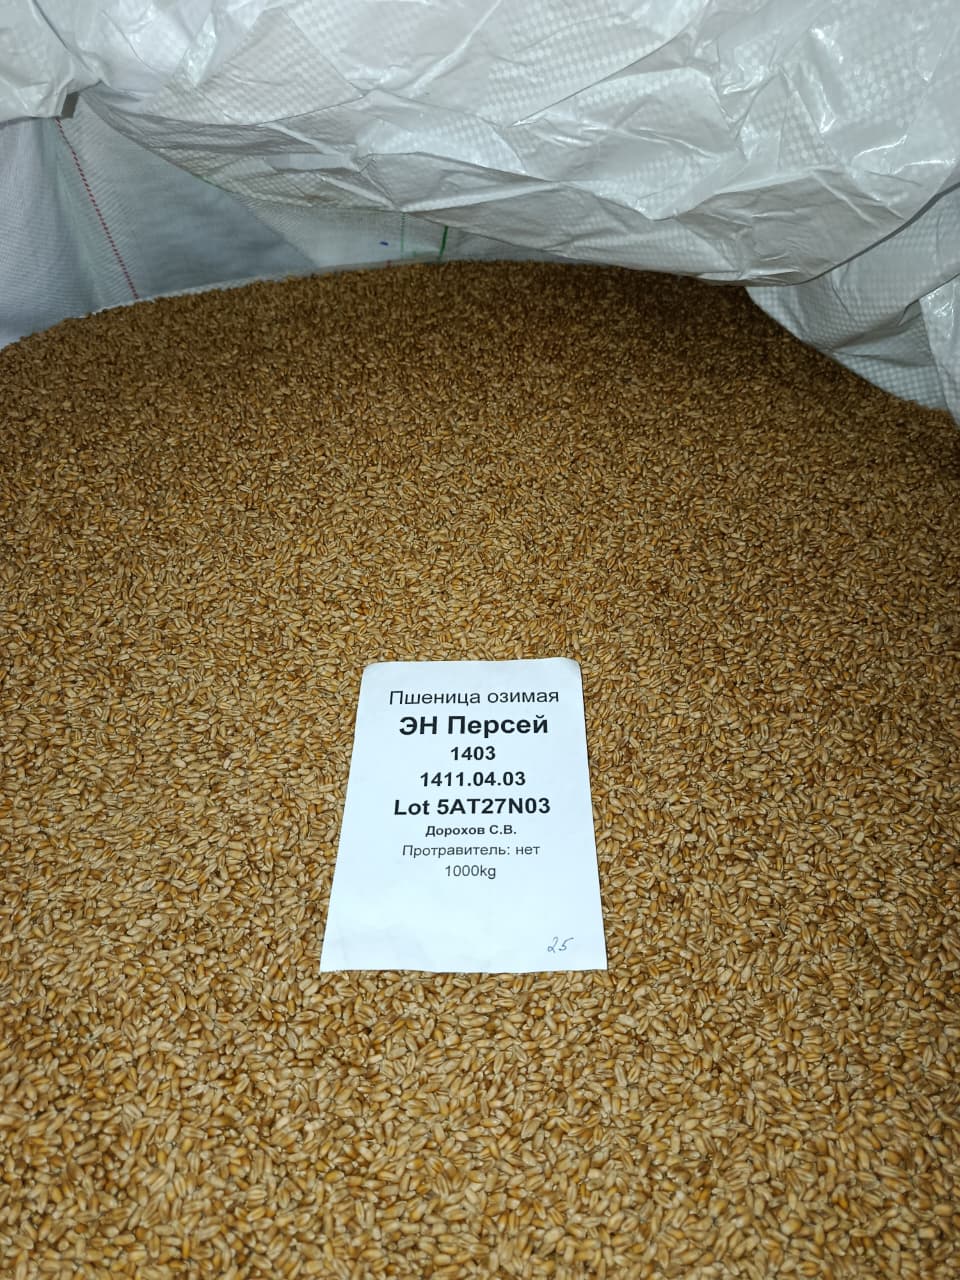 Пшеница озимая
ЭН Персей
1403
1411.04.03
Lot 5AT27N03
Дорохов С.В.
Протравитель: нет
1000kg
25